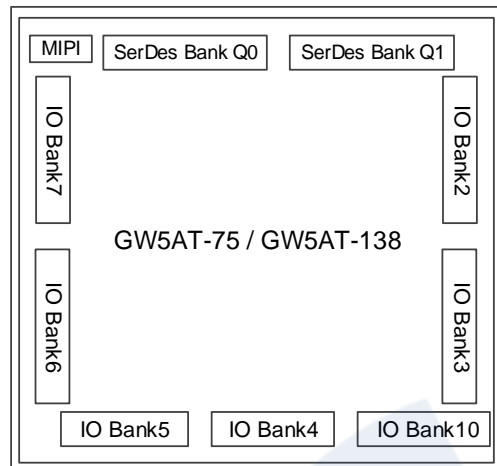 MIPI
SerDes Bank Q0
SerDes Bank Q1
IO Bank7
IO Bank2
GW5AT-75 / GW5AT-138
IO Bank6
IO Bank3
IO Bank5
IO Bank4
IO Bank10